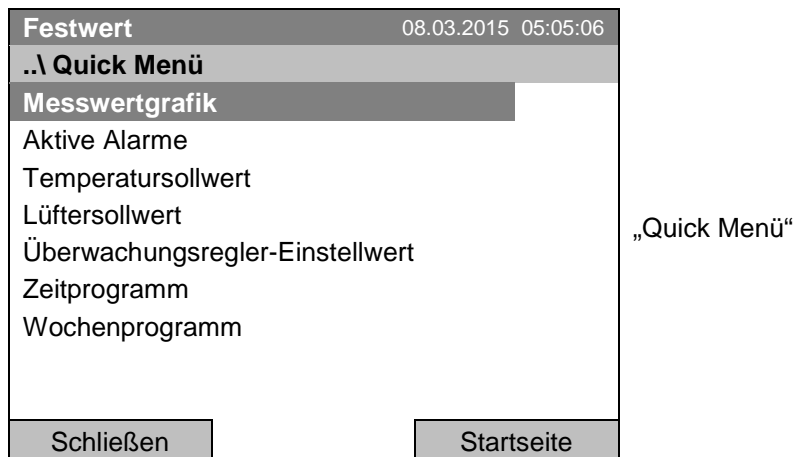 Festwert 08.03.2015 05:05:06
..\ Quick Menü
Messwertgrafik
Aktive Alarme
Temperatursollwert
Lüftersollwert
Überwachungsregler-Einstellwert
Zeitprogramm
Wochenprogramm
Schließen Startseite
„Quick Menü“